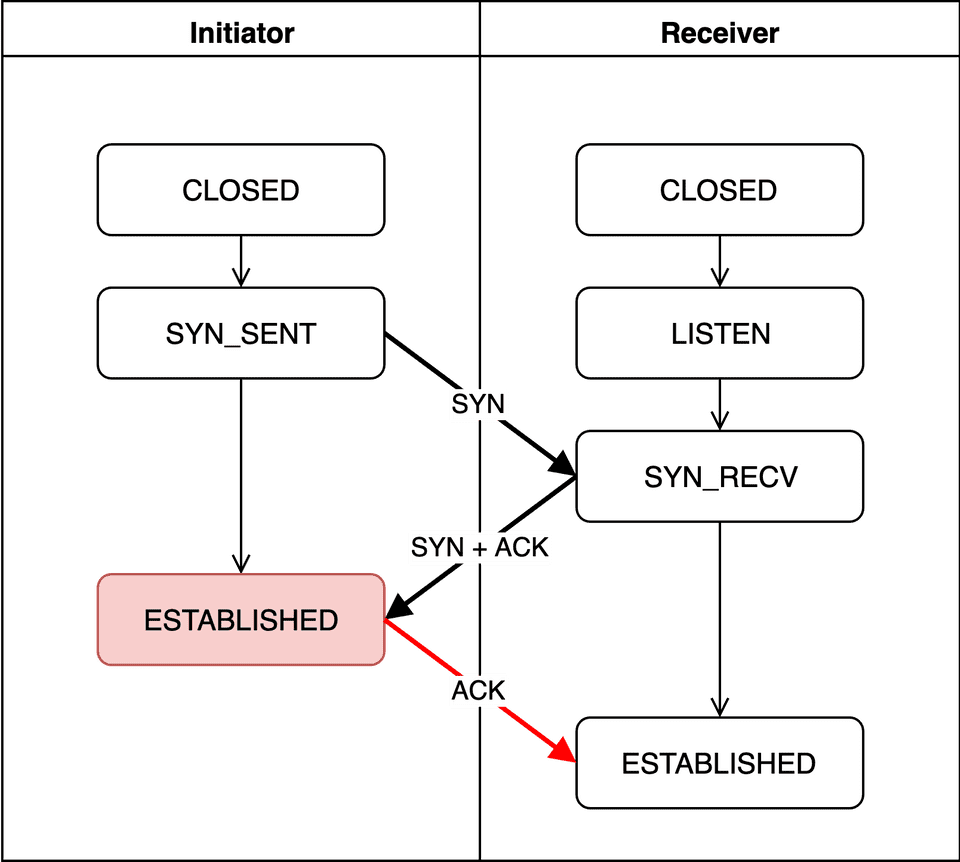 Initiator
Receiver
CLOSED
CLOSED
SYN_SENT
LISTEN
SYN
SYN_RECV
SYN + ACK
ESTABLISHED
ACK
ESTABLISHED